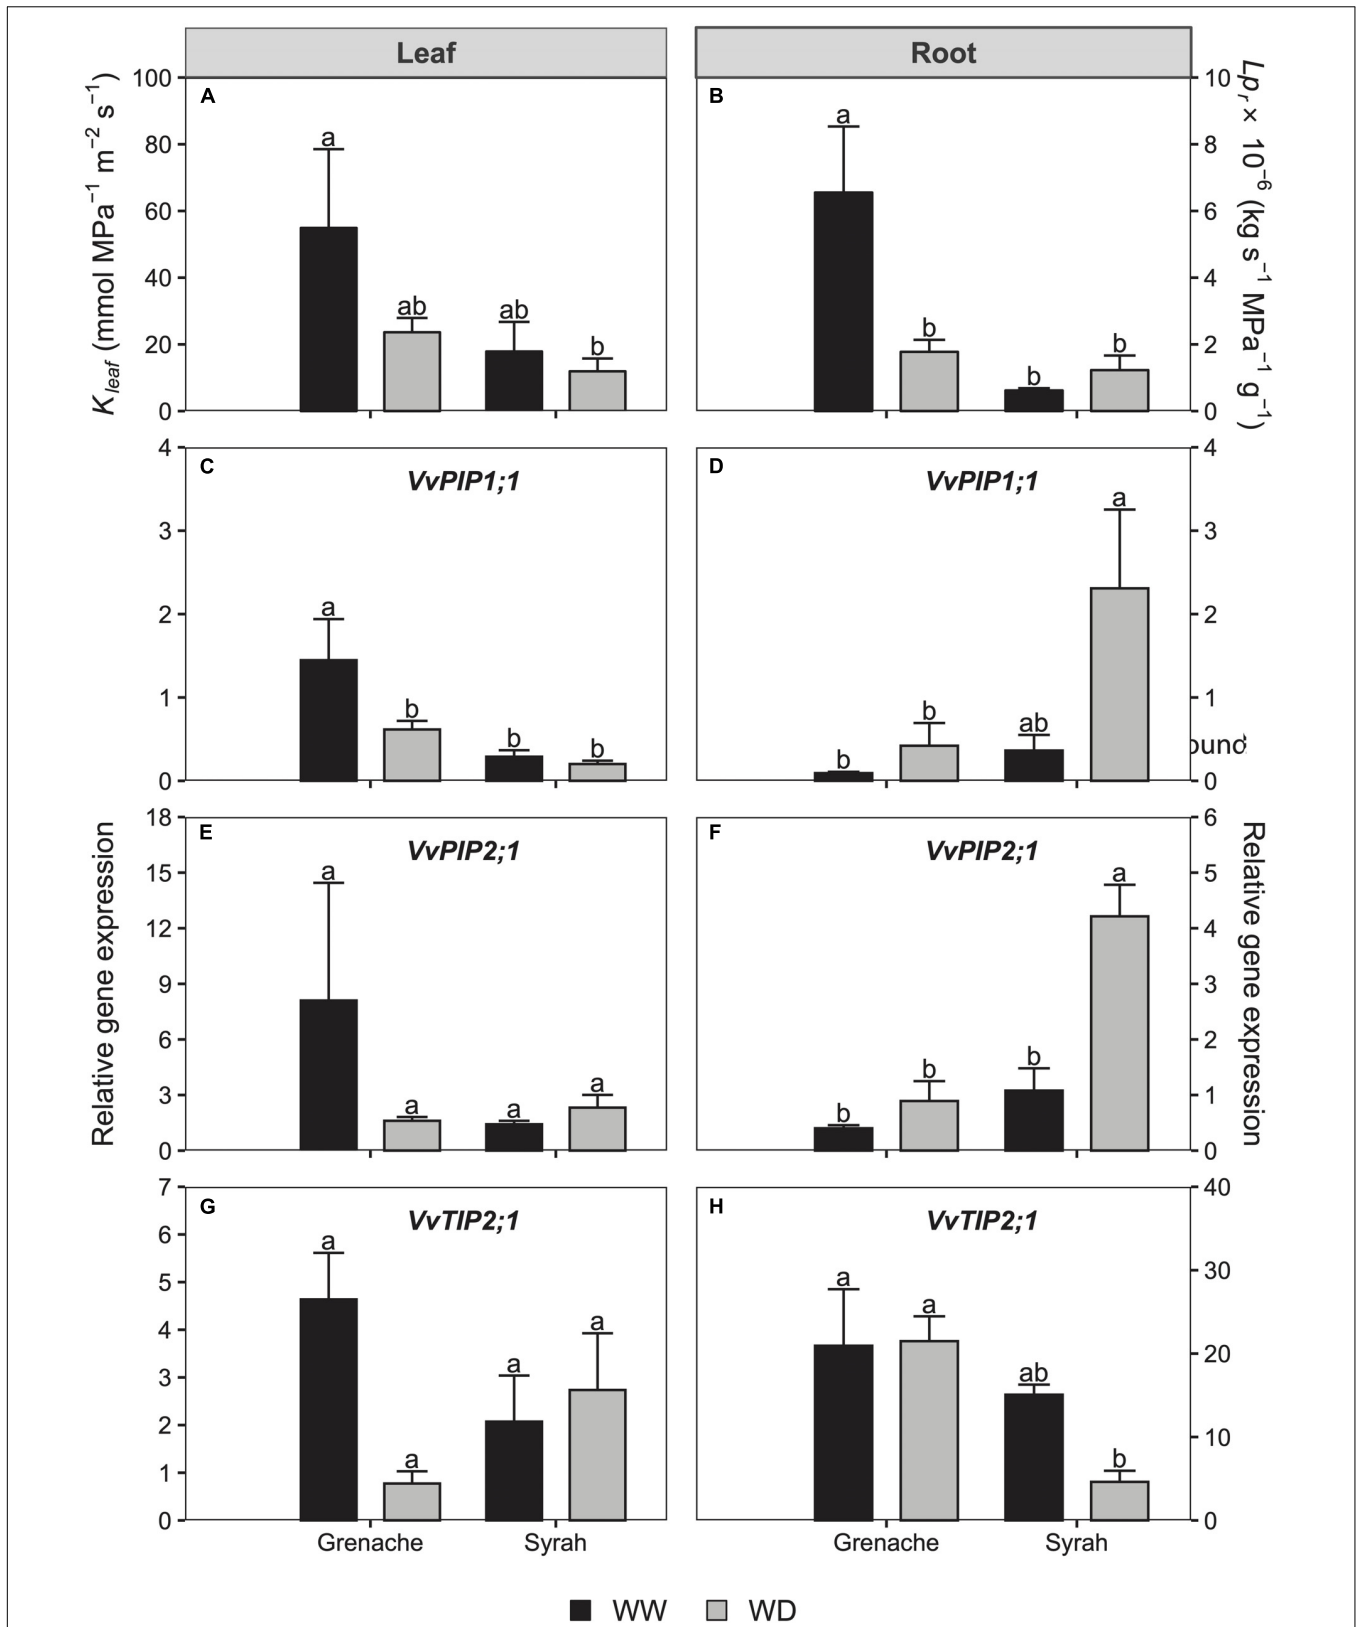 Leaf
Root
A
B
K leaf (mmol MPa⁻¹ m⁻² s⁻¹)
100
80
60
40
20
0
a
ab
ab
b
a
b
b
b
10
8
6
4
2
0
Lp r × 10⁻⁶ (kg s⁻¹ MPa⁻¹ g⁻¹)
C
VvPIP1;1
4
3
2
1
0
a
b
b
b
D
VvPIP1;1
b
b
ab
a
4
3
2
1
0
Relative gene expression
E
VvPIP2;1
18
15
12
9
6
3
0
a
a
a
a
F
VvPIP2;1
b
b
b
a
6
5
4
3
2
1
0
Relative gene expression
G
VvTIP2;1
7
6
5
4
3
2
1
0
a
a
a
a
H
VvTIP2;1
a
a
ab
b
40
30
20
10
0
Grenache Syrah
Grenache Syrah
WW WD